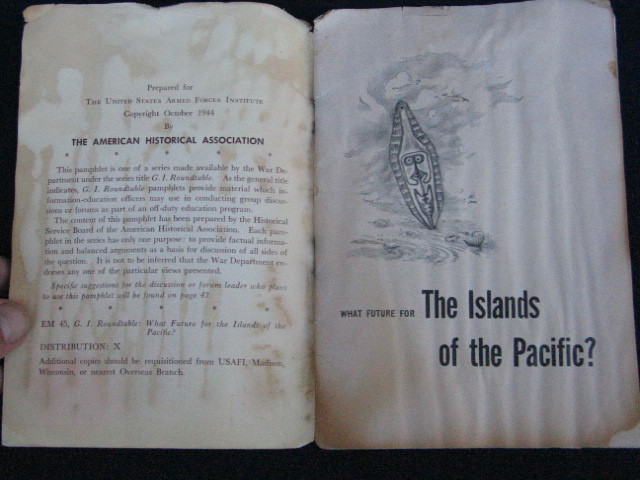 Prepared for
THE UNITED STATES ARMED FORCES INSTITUTE
Copyright October 1944
By
THE AMERICAN HISTORICAL ASSOCIATION
* * * * *
This pamphlet is one of a series made available by the War De-
partment under the series title G. I. Roundtable. As the general title
indicates, G. I. Roundtable pamphlets provide material which in-
formation-education officers may use in conducting group discus-
sions or forums as part of an off-duty education program.
The content of this pamphlet has been prepared by the Historical
Service Board of the American Historical Association. Each pam-
phlet in the series has only one purpose: to provide factual informa-
tion and balanced arguments as a basis for discussion of all sides of
the question. It is not to be inferred that the War Department en-
dorses any one of the particular views presented.
Specific suggestions for the discussion or forum leader who plans
to use this pamphlet will be found on page 43.
* * * * *
EM 45, G. I. Roundtable: What Future for the Islands of the
Pacific?
DISTRIBUTION: X
Additional copies should be requisitioned from USAFI, Madison,
Wisconsin, or nearest Overseas Branch.
WHAT FUTURE FOR The Islands
of the Pacific?